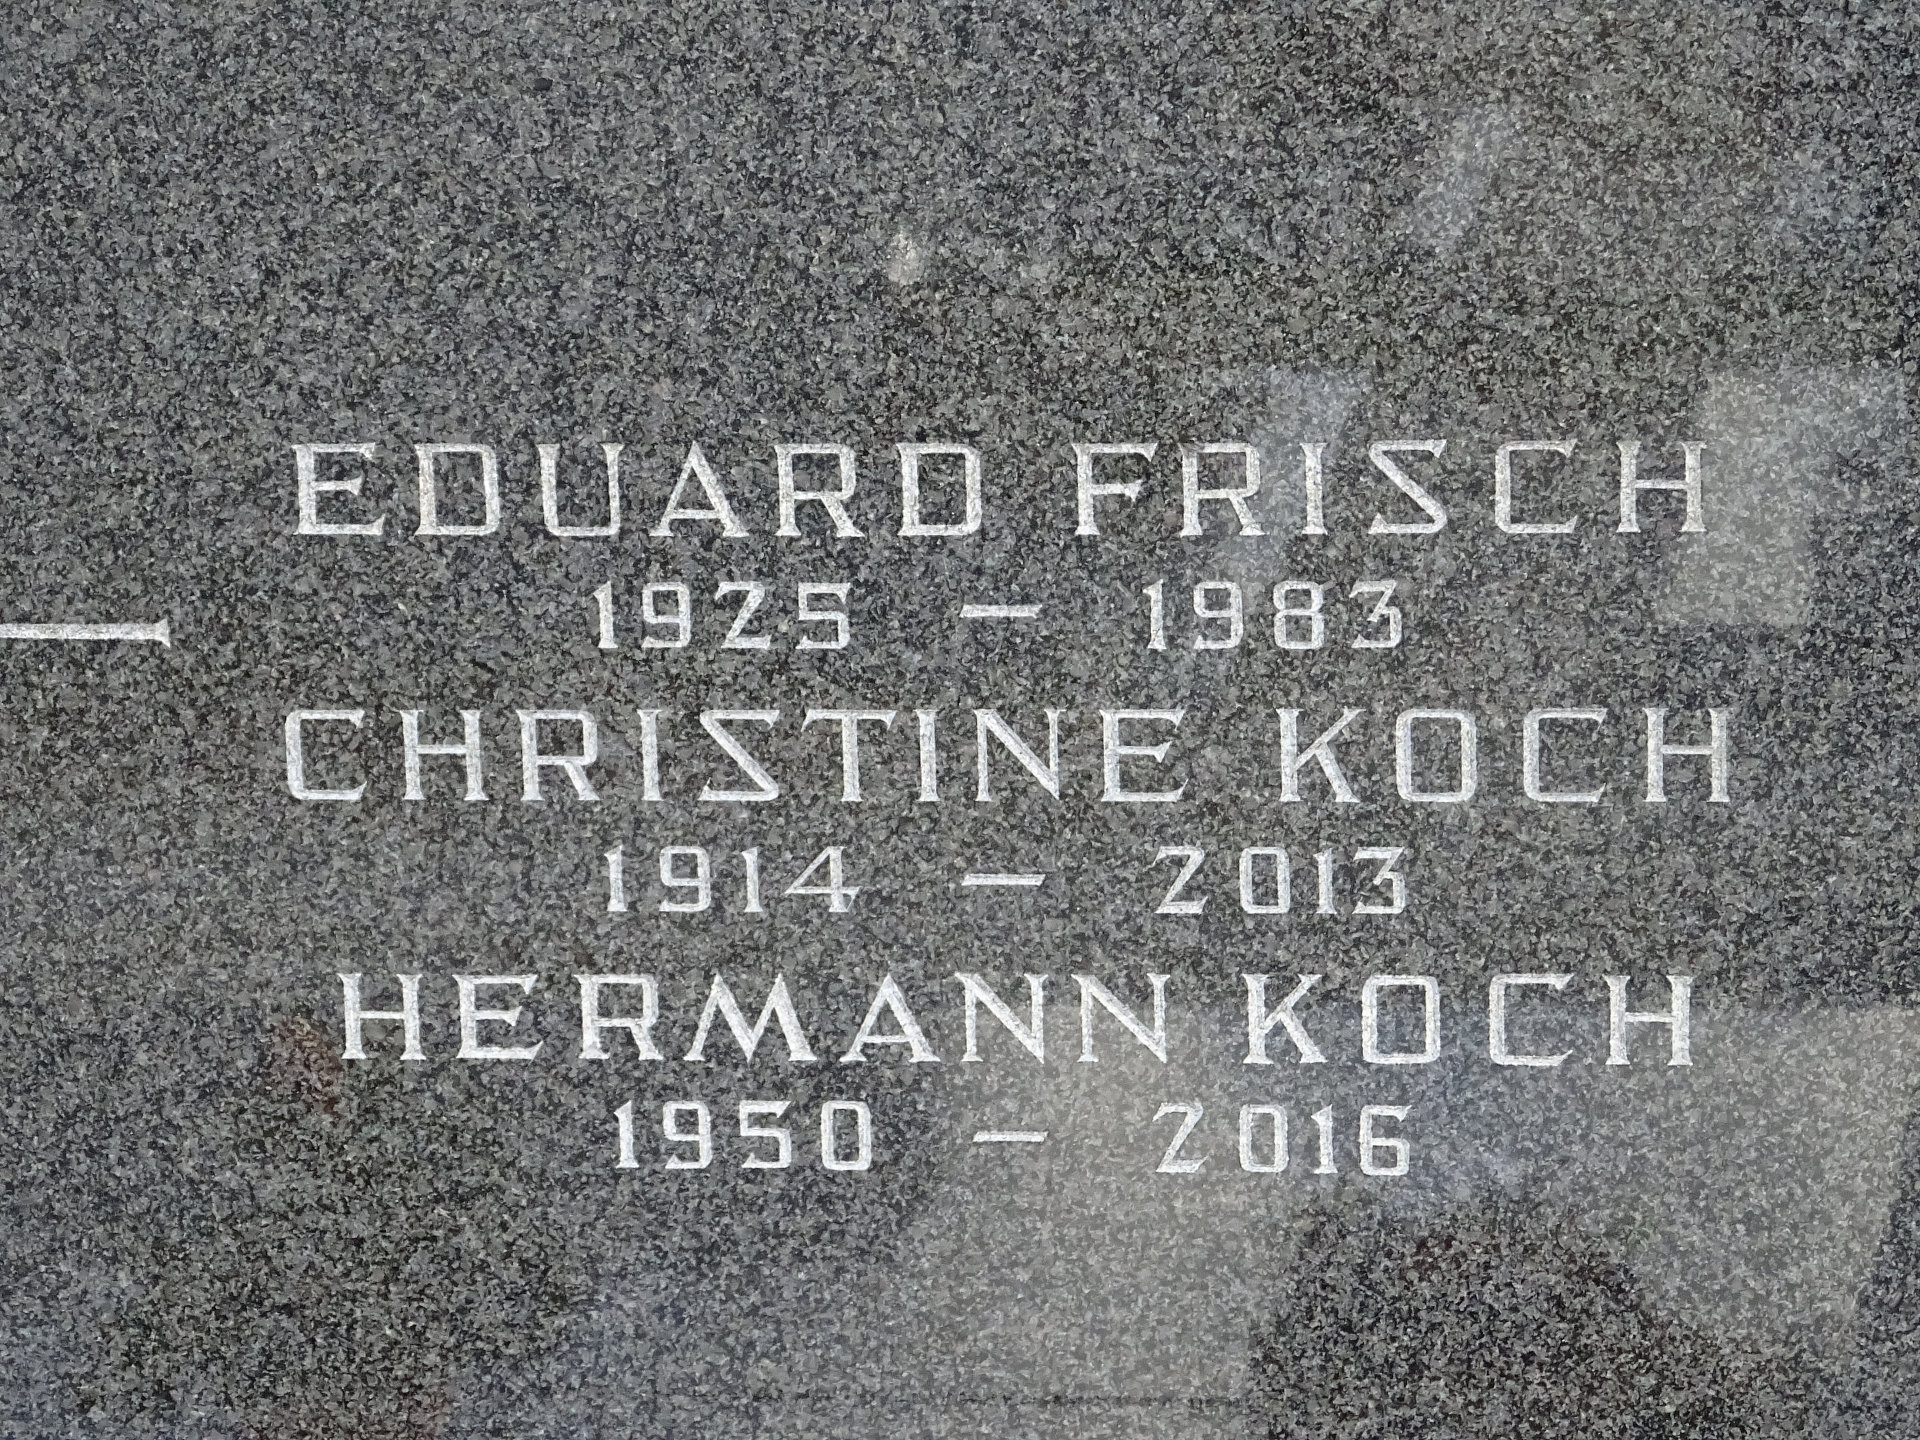 EDUARD FRISCH
1925 – 1983
CHRISTINE KOCH
1914 – 2013
HERMANN KOCH
1950 – 2016